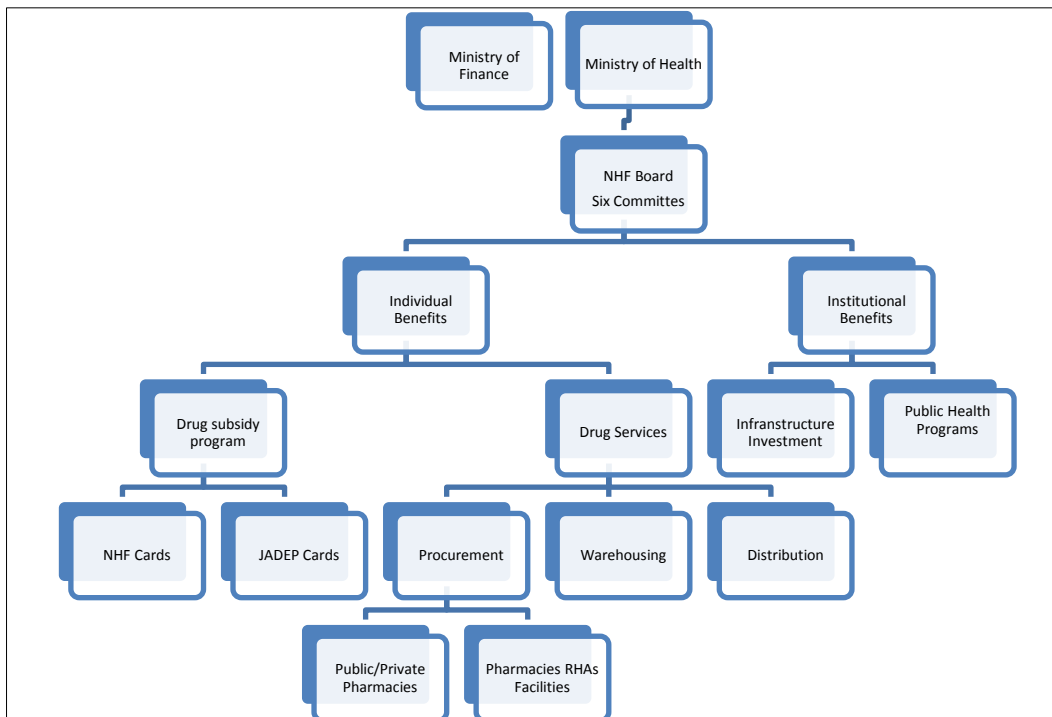 Ministry of
Finance
Ministry of Health
NHF Board
Six Committes
Individual
Benefits
Institutional
Benefits
Drug subsidy
program
Drug Services
Infranstructure
Investment
Public Health
Programs
NHF Cards
JADEP Cards
Procurement
Warehousing
Distribution
Public/Private
Pharmacies
Pharmacies RHAs
Facilities